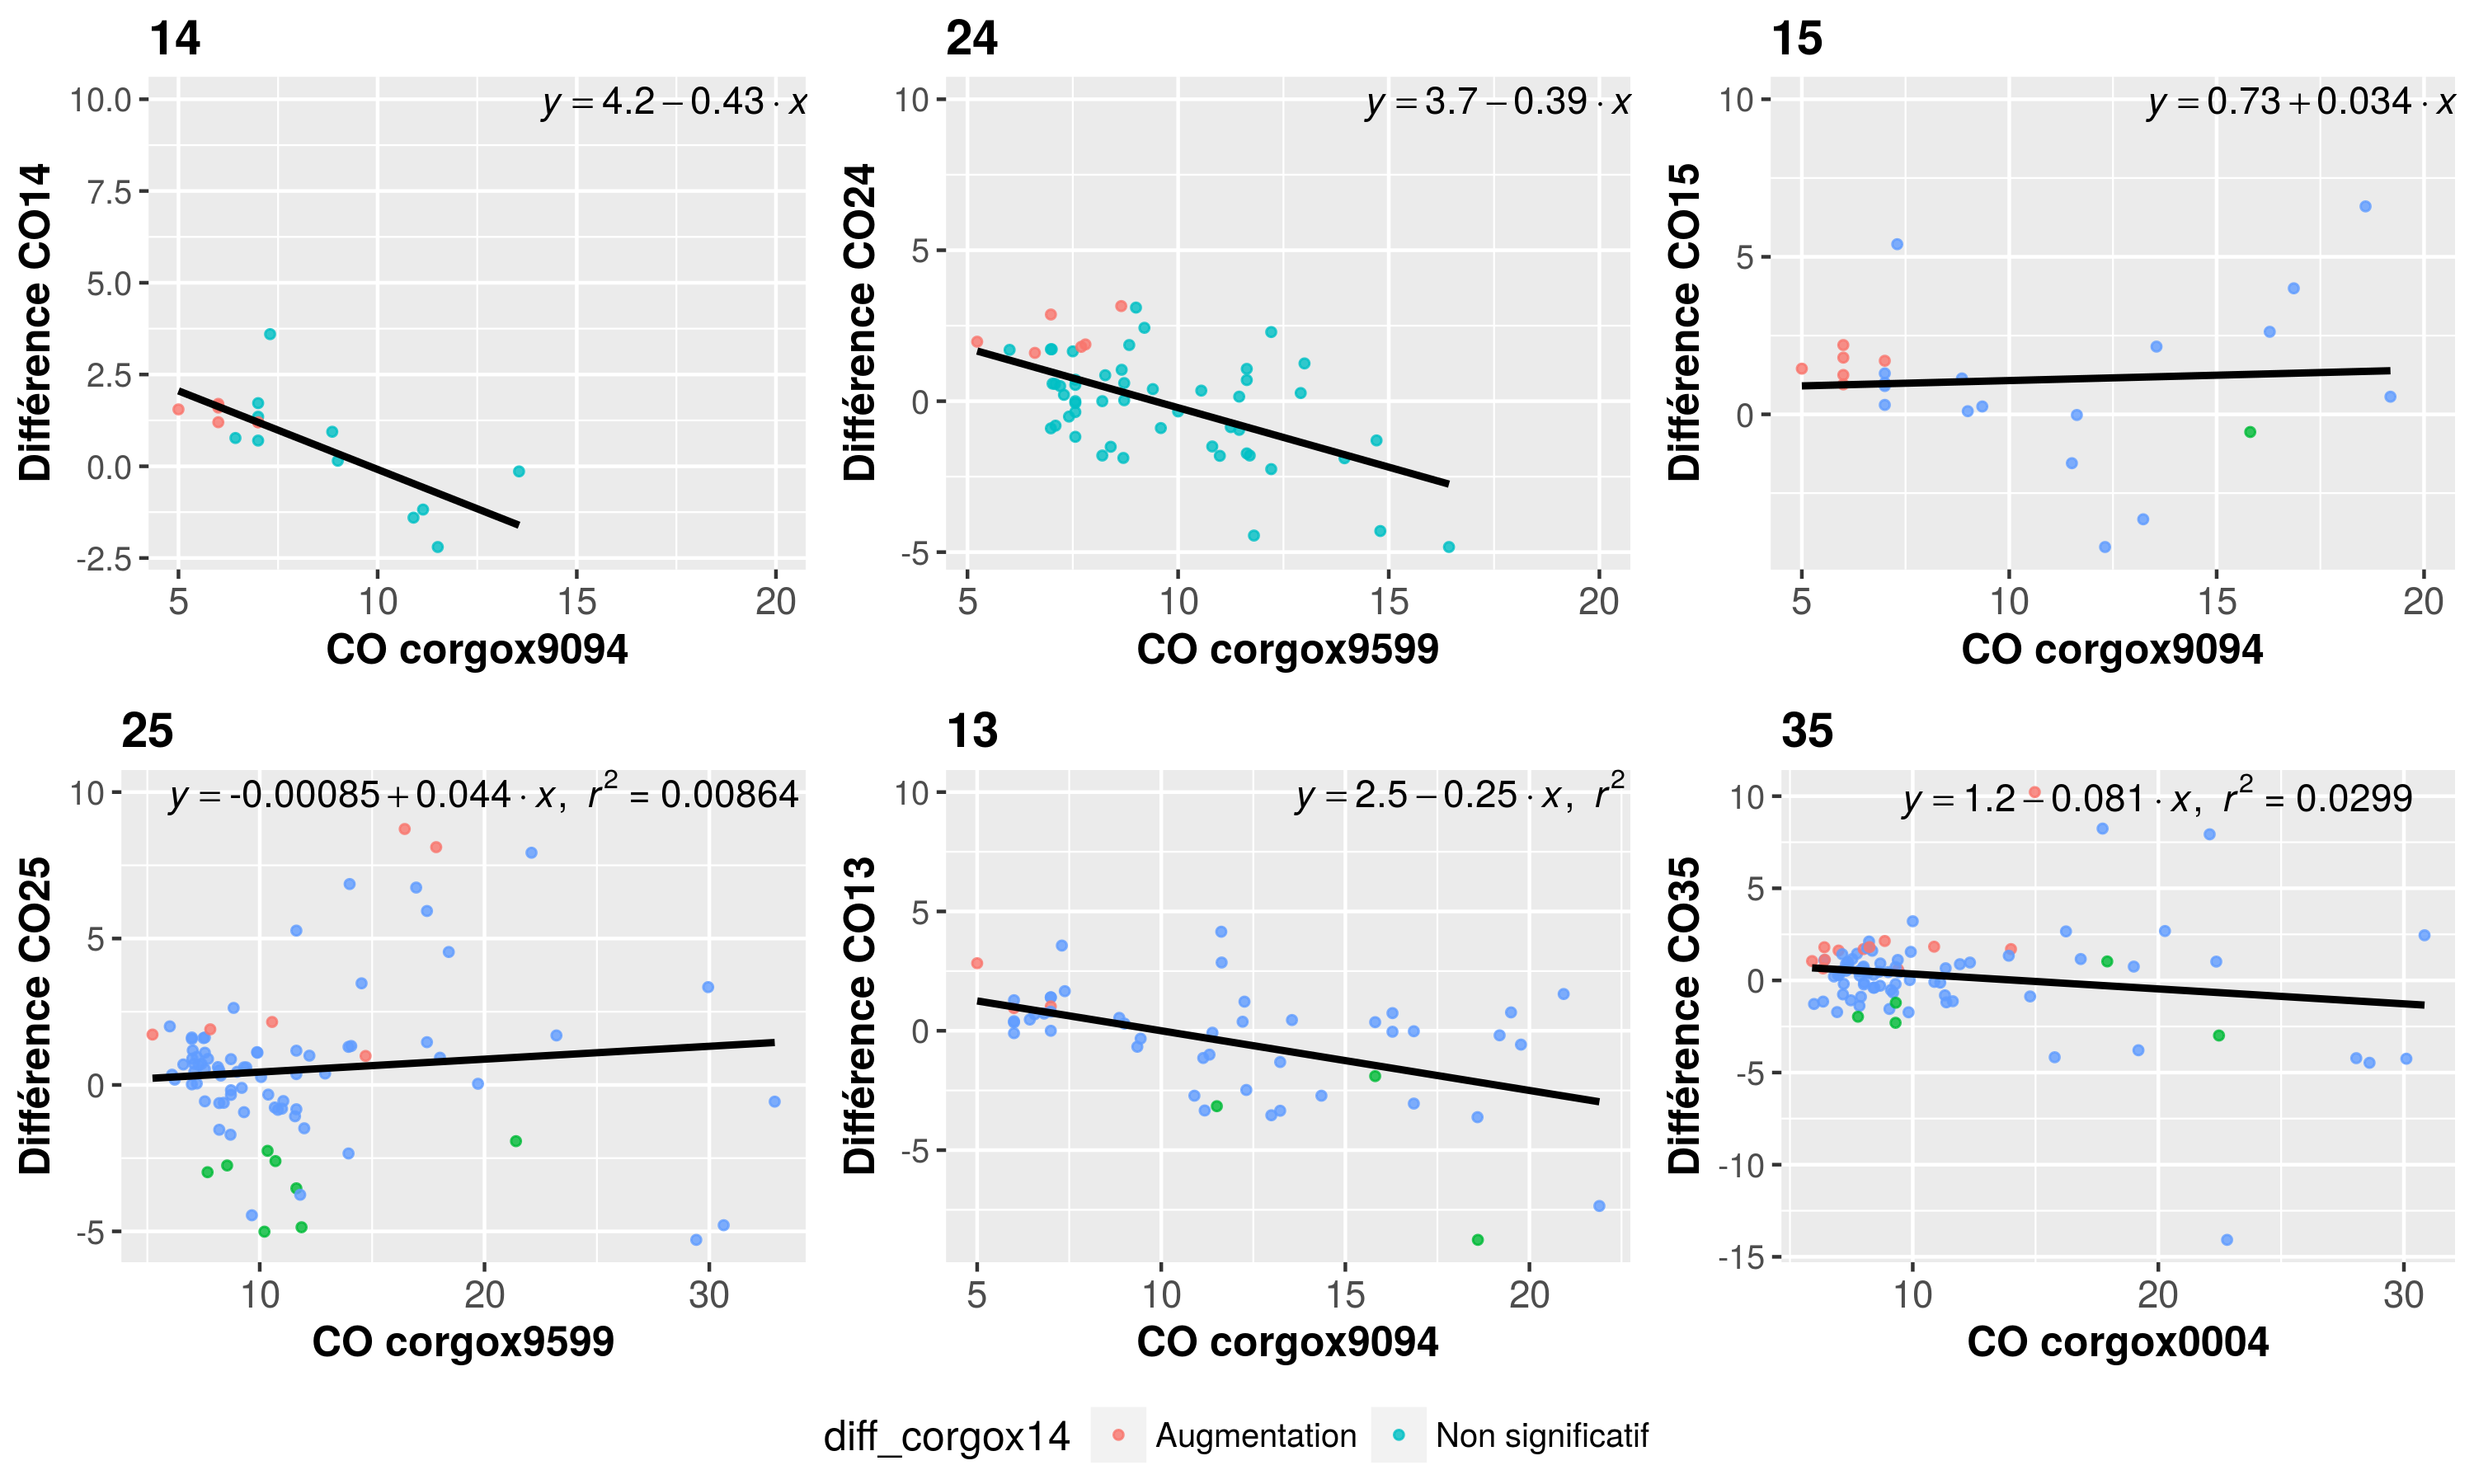 14
y = 4.2 − 0.43 · x
10.0
7.5
5.0
2.5
0.0
-2.5
Différence CO14
5 10 15 20
CO corgox9094
24
y = 3.7 − 0.39 · x
10
5
0
-5
Différence CO24
5 10 15 20
CO corgox9599
15
y = 0.73 + 0.034 · x
10
5
0
Différence CO15
5 10 15 20
CO corgox9094
25
y = -0.00085 + 0.044 · x, r² = 0.00864
10
5
0
-5
Différence CO25
10 20 30
CO corgox9599
13
y = 2.5 − 0.25 · x, r²
10
5
0
-5
Différence CO13
5 10 15 20
CO corgox9094
35
y = 1.2 − 0.081 · x, r² = 0.0299
10
5
0
-5
-10
-15
Différence CO35
10 20 30
CO corgox0004
diff_corgox14 Augmentation Non significatif